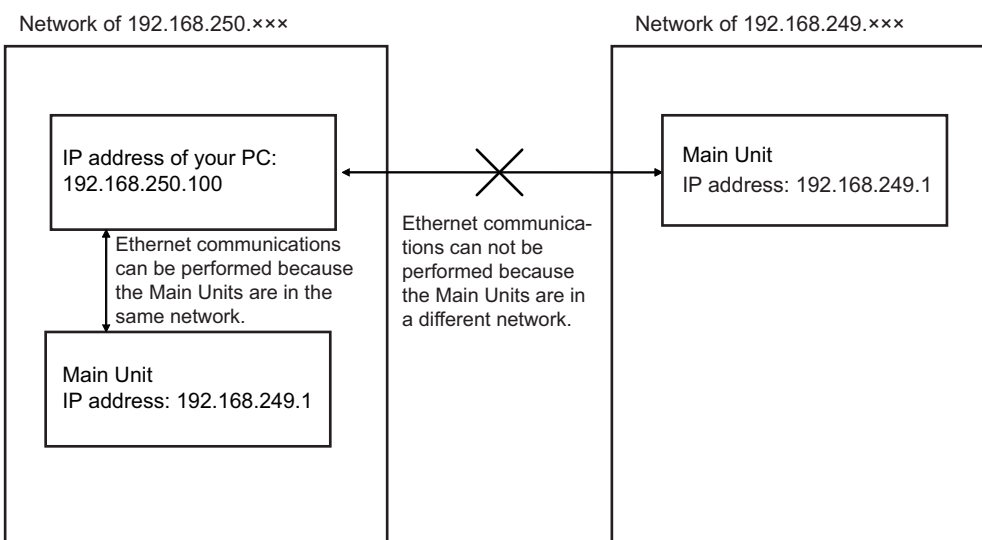 Network of 192.168.250.×××
Network of 192.168.249.×××
IP address of your PC:
192.168.250.100
Main Unit
IP address: 192.168.249.1
Ethernet communications
can be performed because
the Main Units are in the
same network.
Ethernet communica-
tions can not be
performed because
the Main Units are in
a different network.
Main Unit
IP address: 192.168.249.1